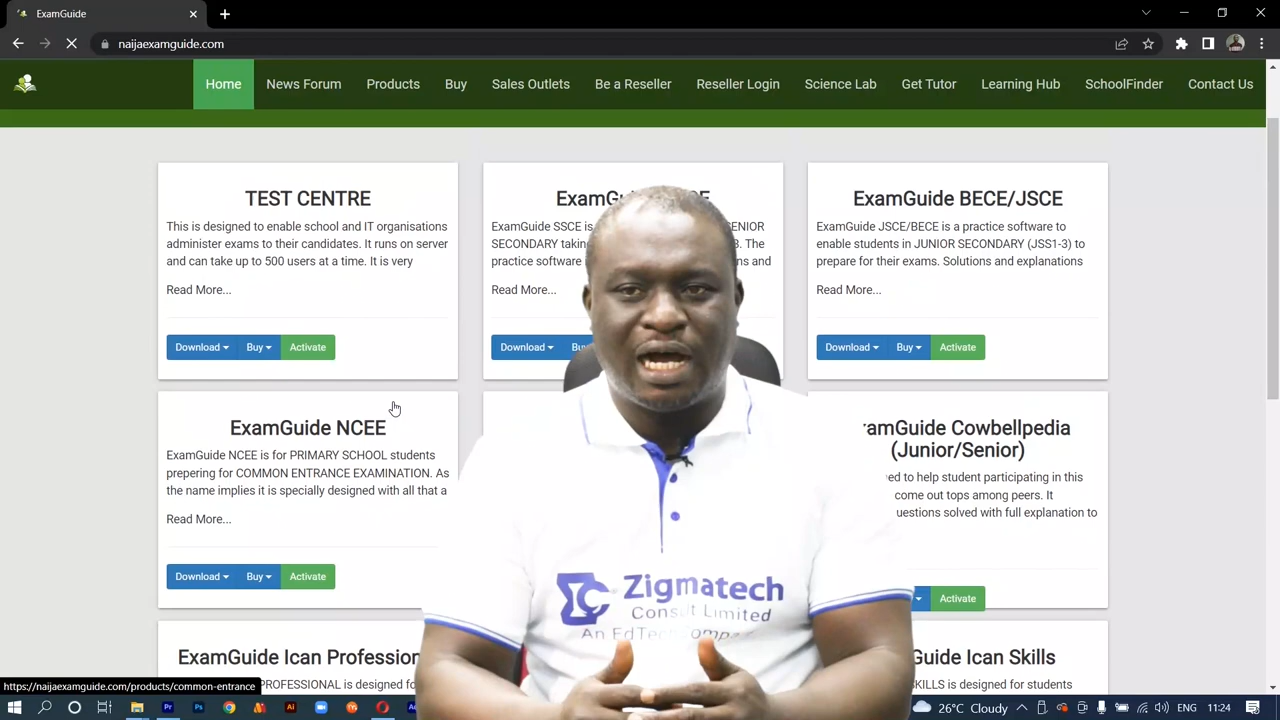 ExamGuide
naijaexamguide.com
Home
News Forum
Products
Buy
Sales Outlets
Be a Reseller
Reseller Login
Science Lab
Get Tutor
Learning Hub
SchoolFinder
Contact Us
TEST CENTRE
This is designed to enable school and IT organisations
administer exams to their candidates. It runs on server
and can take up to 500 users at a time. It is very
Read More...
Download
Buy
Activate
ExamGuide SSCE is
SECONDARY The
practice software and
Read More...
Download
ExamGuide BECE/JSCE
ExamGuide JSCE/BECE is a practice software to
enable students in JUNIOR SECONDARY (JSS1-3) to
prepare for their exams. Solutions and explanations
Read More...
Download
Buy
Activate
ExamGuide NCEE
ExamGuide NCEE is for PRIMARY SCHOOL students
prepering for COMMON ENTRANCE EXAMINATION. As
the name implies it is specially designed with all that a
Read More...
Download
Buy
Activate
Cowbellpedia
(Junior/Senior)
to help student participating in this
come out tops among peers. It
solved with full explanation to
Activate
ExamGuide Ican
is designed
Ican Skills
is designed for students
Zigmatech
Consult Limited
An EdTech
https://naijaexamguide.com/products/common-entrance
26°C Cloudy
ENG
11:24